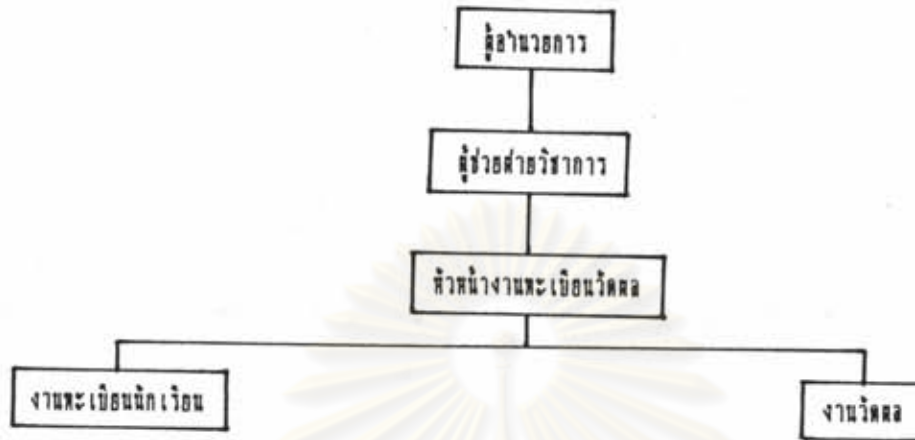 ผู้อำนวยการ
ผู้ช่วยฝ่ายวิชาการ
หัวหน้างานทะเบียนวัดผล
งานทะเบียนนักเรียน
งานวัดผล